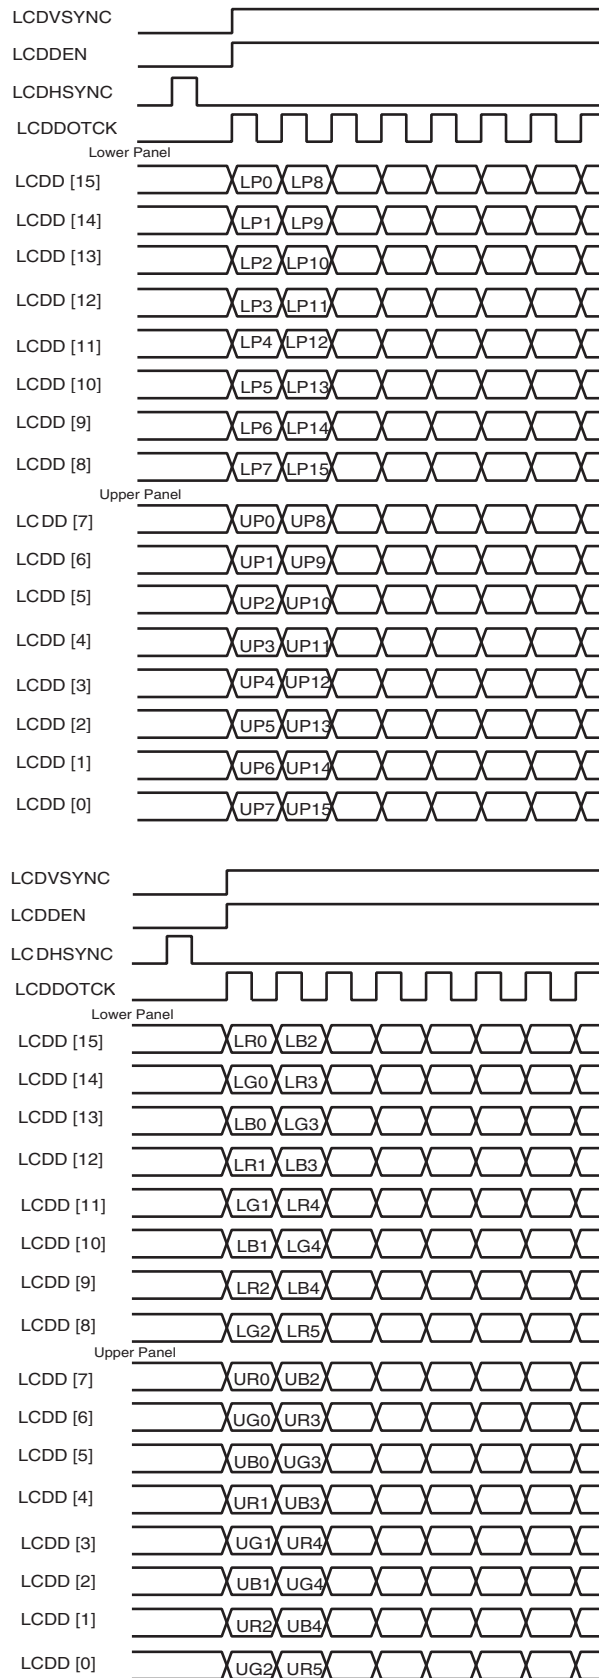 LCDVSYNC
LCDDEN
LCDHSYNC
LCDDOTCK
Lower Panel
LCDD [15] LP0 LP8
LCDD [14] LP1 LP9
LCDD [13] LP2 LP10
LCDD [12] LP3 LP11
LCDD [11] LP4 LP12
LCDD [10] LP5 LP13
LCDD [9] LP6 LP14
LCDD [8] LP7 LP15
Upper Panel
LCDD [7] UP0 UP8
LCDD [6] UP1 UP9
LCDD [5] UP2 UP10
LCDD [4] UP3 UP11
LCDD [3] UP4 UP12
LCDD [2] UP5 UP13
LCDD [1] UP6 UP14
LCDD [0] UP7 UP15
LCDVSYNC
LCDDEN
LCDHSYNC
LCDDOTCK
Lower Panel
LCDD [15] LR0 LB2
LCDD [14] LG0 LR3
LCDD [13] LB0 LG3
LCDD [12] LR1 LB3
LCDD [11] LG1 LR4
LCDD [10] LB1 LG4
LCDD [9] LR2 LB4
LCDD [8] LG2 LR5
Upper Panel
LCDD [7] UR0 UB2
LCDD [6] UG0 UR3
LCDD [5] UB0 UG3
LCDD [4] UR1 UB3
LCDD [3] UG1 UR4
LCDD [2] UB1 UG4
LCDD [1] UR2 UB4
LCDD [0] UG2 UR5